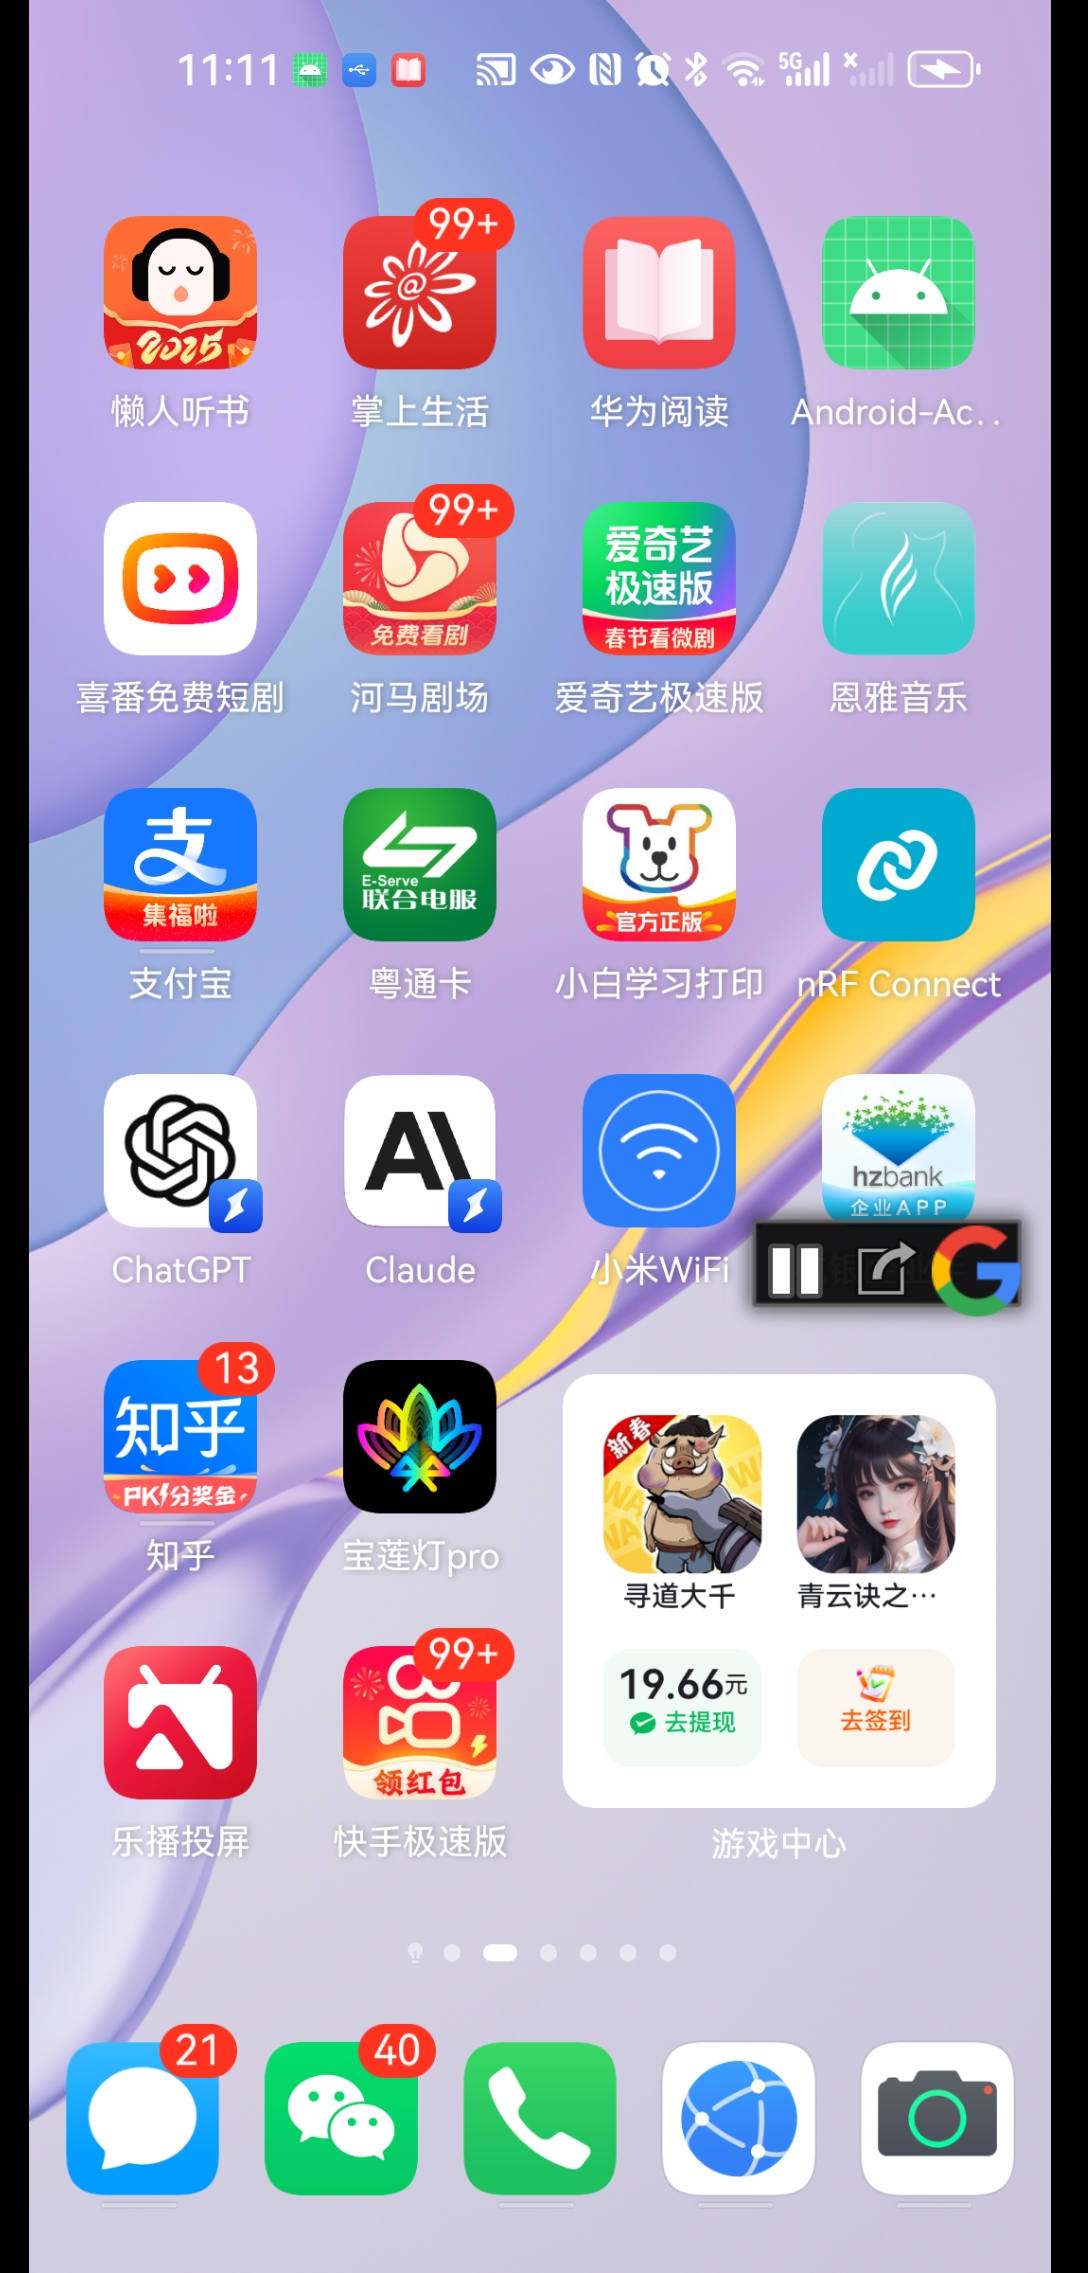 11:11
5G
99+
2025
懒人听书
掌上生活
华为阅读
Android-Ac..
99+
免费看剧
爱奇艺
极速版
春节看微剧
喜番免费短剧
河马剧场
爱奇艺极速版
恩雅音乐
支
集福啦
E-Serve
联合电服
官方正版
支付宝
粤通卡
小白学习打印
nRF Connect
hzbank
企业APP
ChatGPT
Claude
小米WiFi
13
知乎
PK分奖金
知乎
宝莲灯pro
新春
寻道大千
青云诀之…
99+
19.66元
去提现
去签到
领红包
乐播投屏
快手极速版
游戏中心
21
40